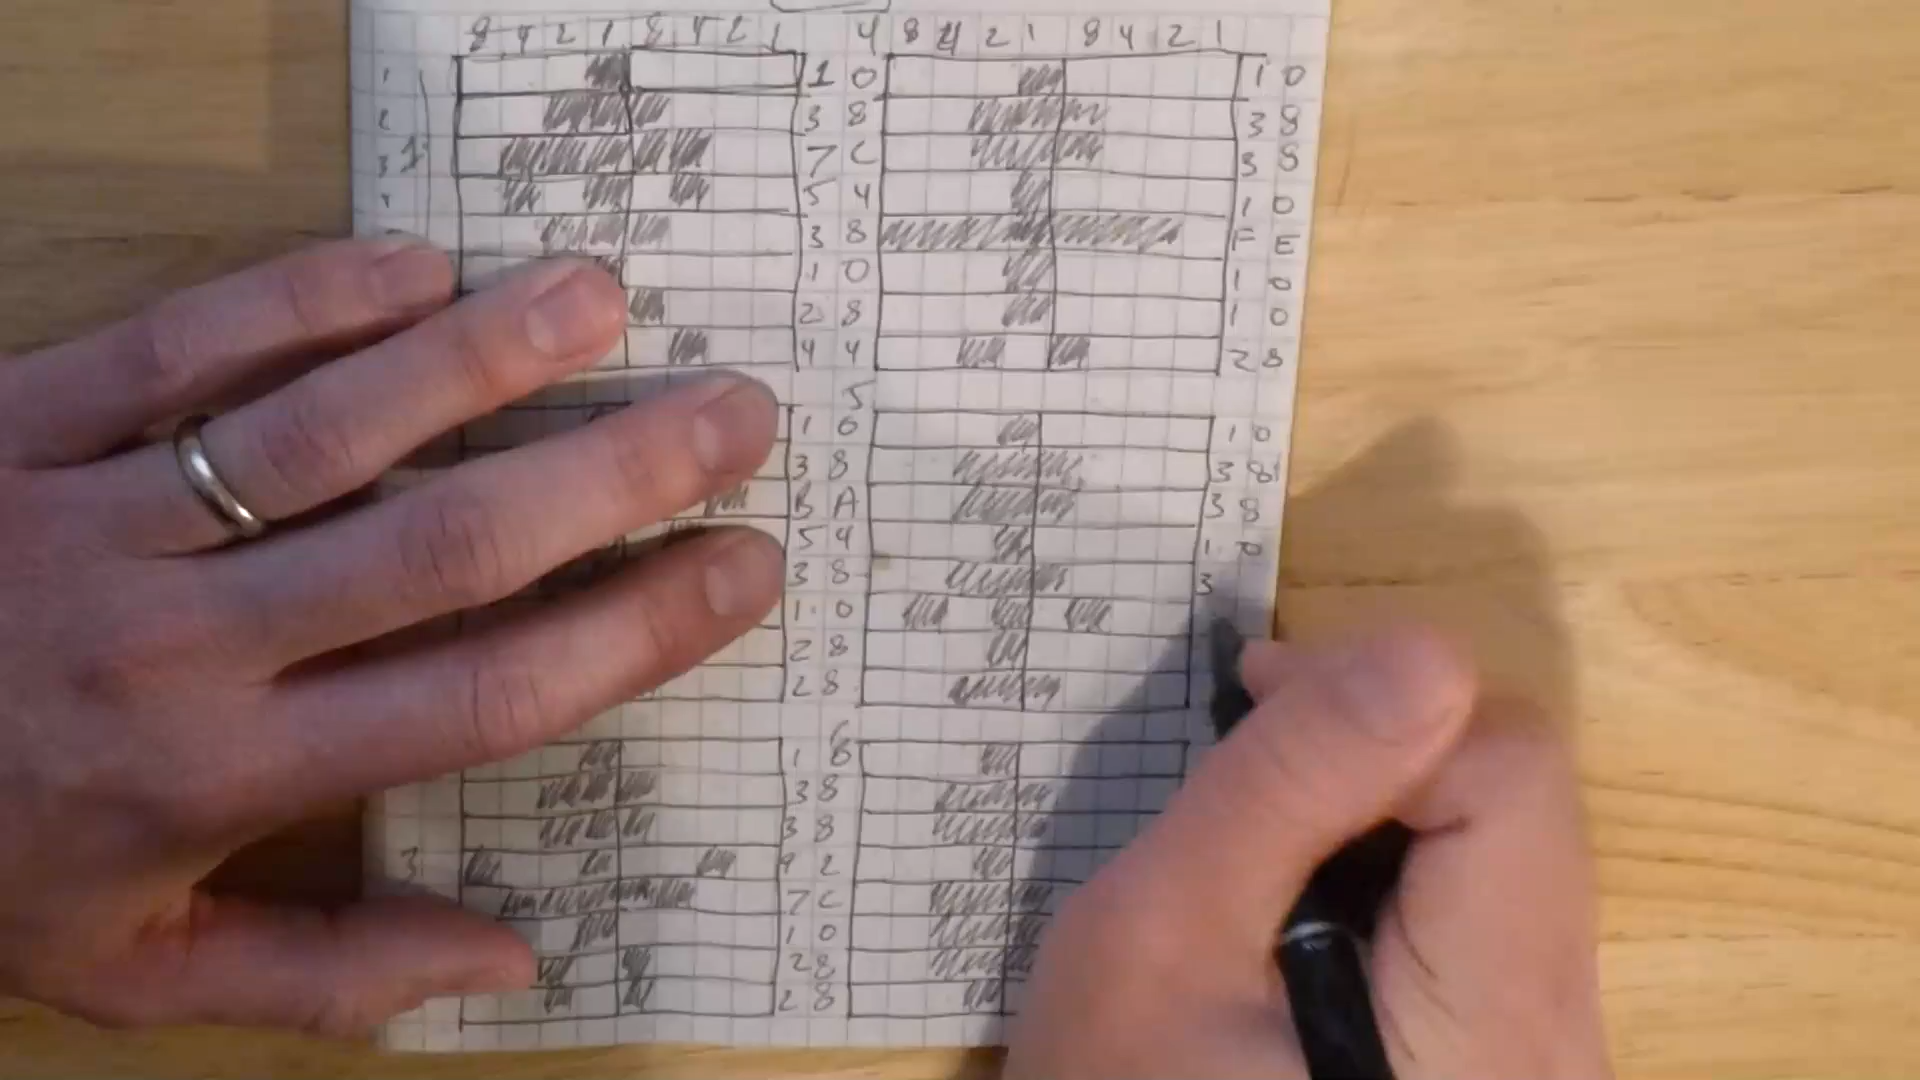 8 4 2 1 8 4 2 1 4 8 4 2 1 8 4 2 1
1 1 0 1 0
2 3 8 3 8
3 1 7 C 3 8
4 5 4 1 0
3 8 F E
1 0 1 0
2 8 1 0
4 4 2 8
5
1 0 1 0
3 8 3 8
B A 3 8
5 4 1 0
3 8 3
1 0
2 8
2 8
6
1 0
3 8
3 8
3 9 2
7 C
1 0
2 8
2 8